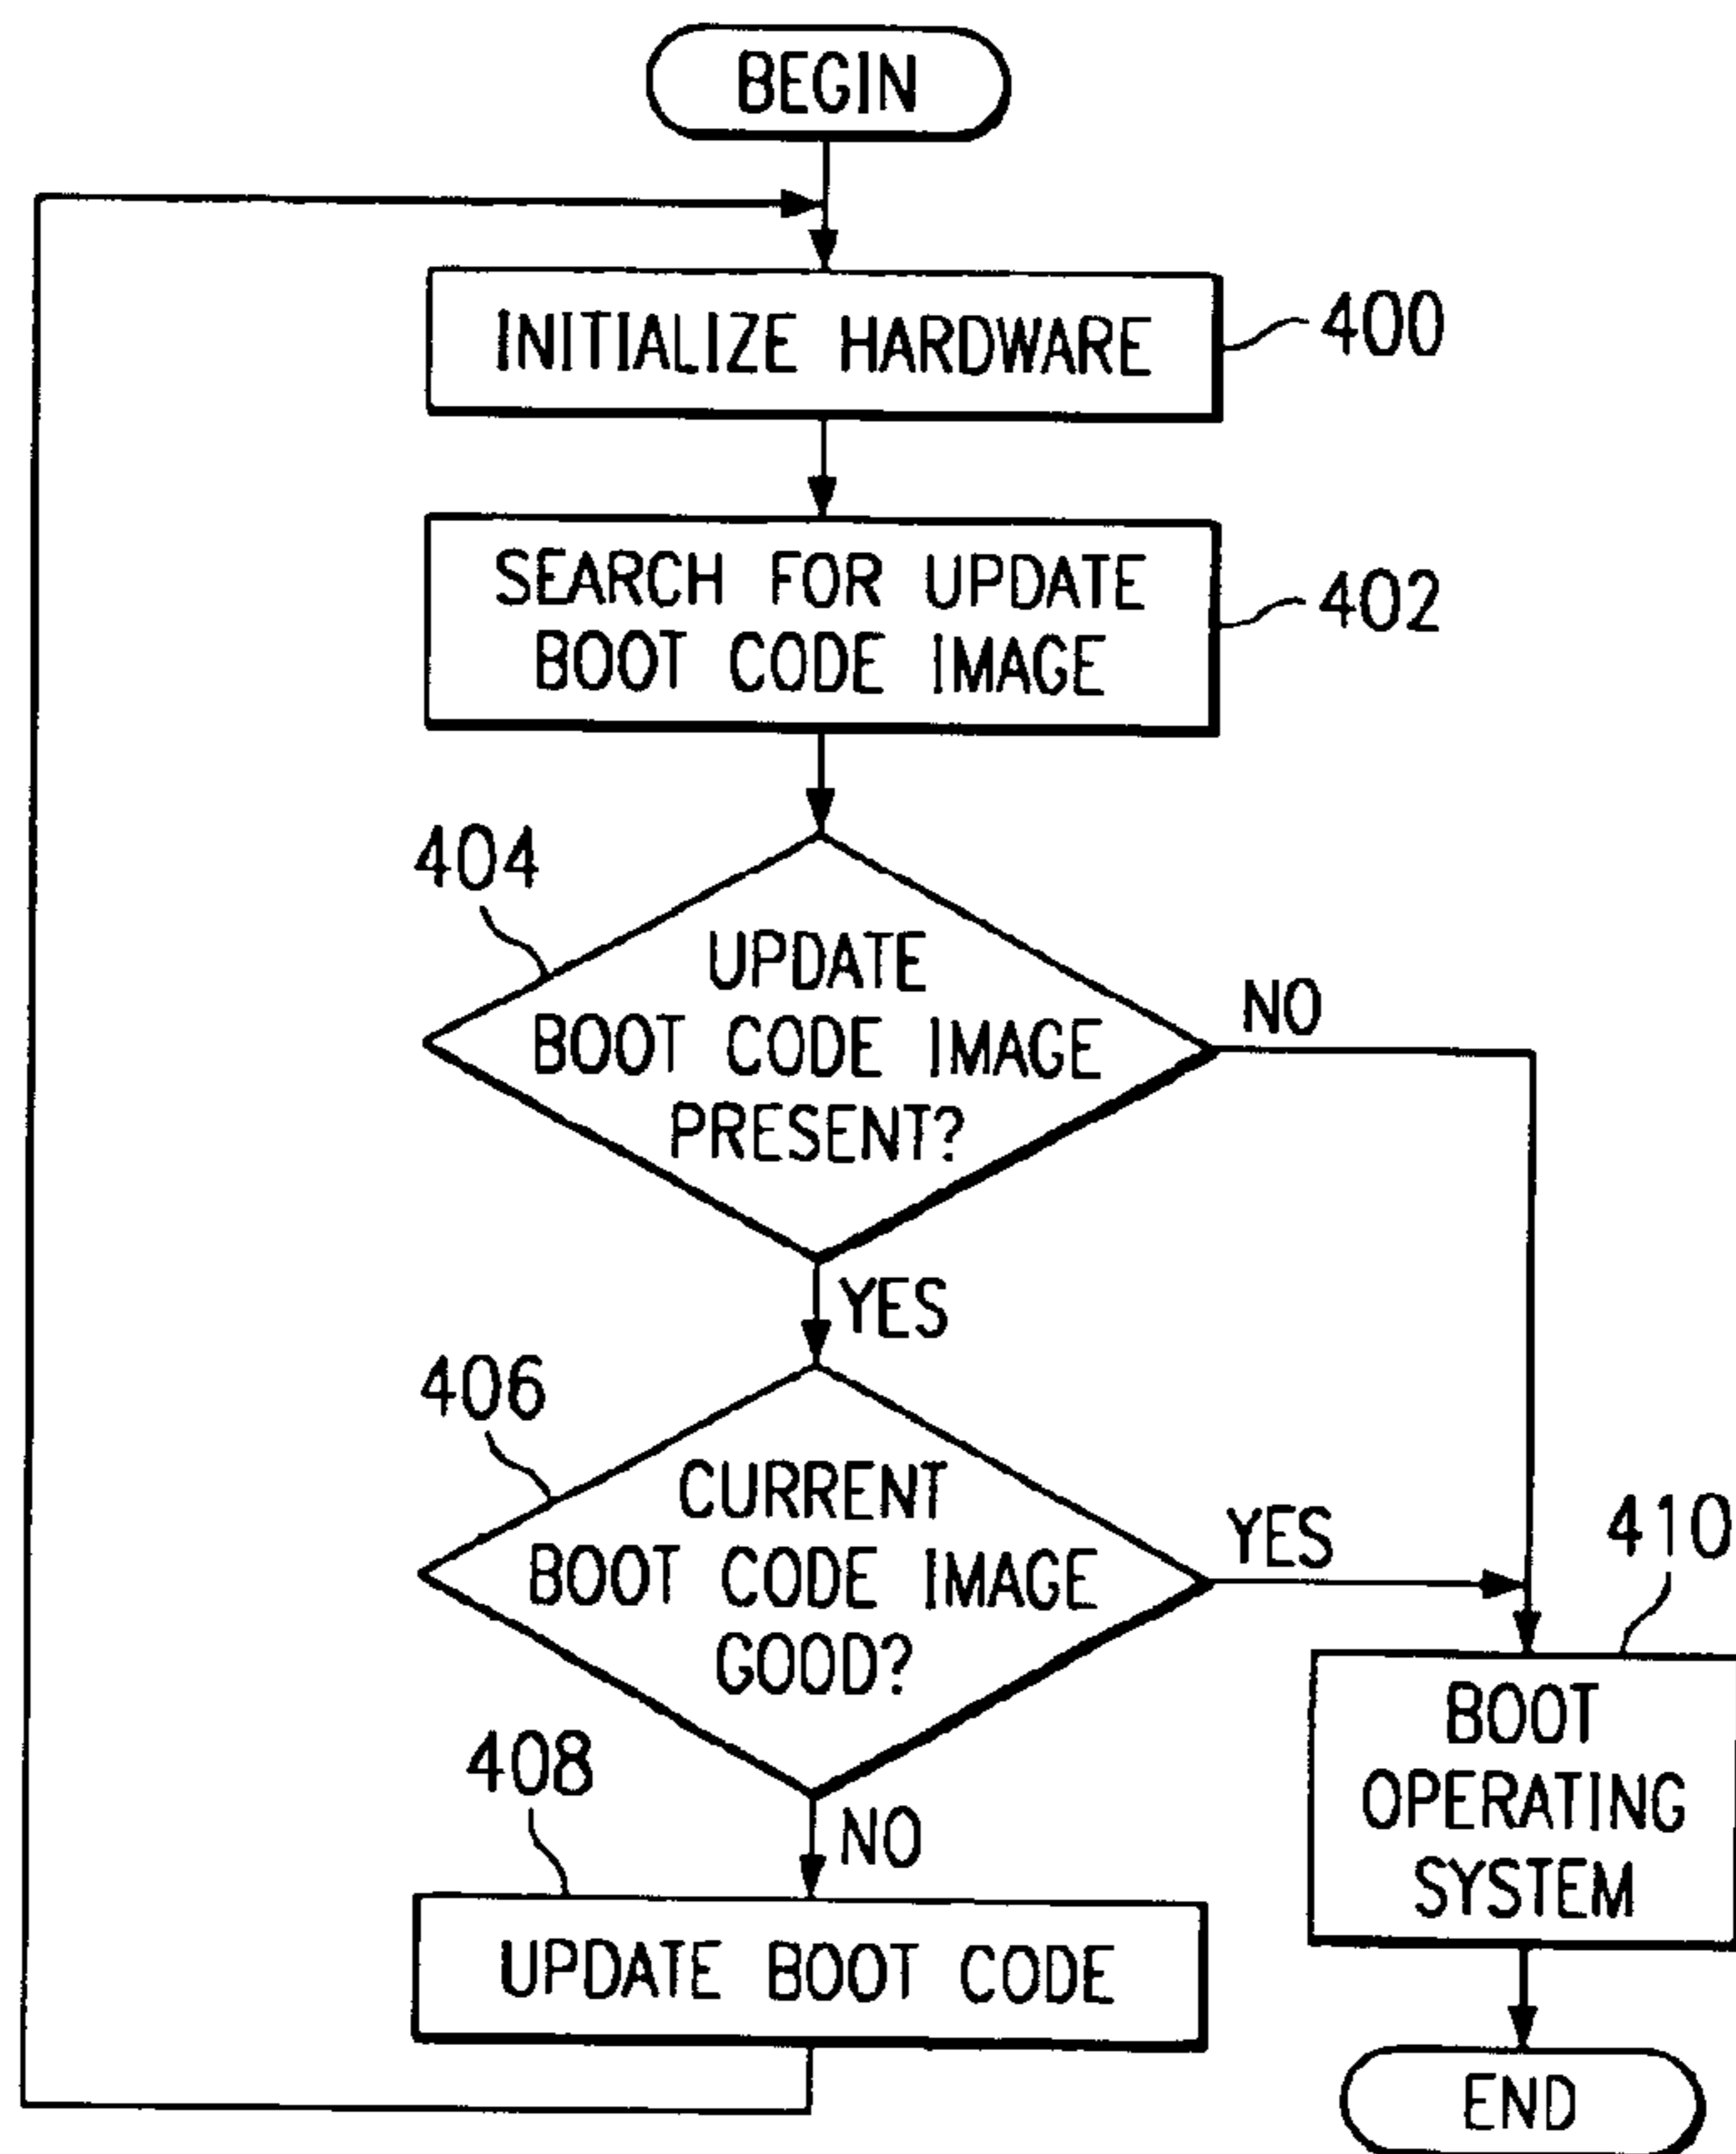 BEGIN
INITIALIZE HARDWARE
400
SEARCH FOR UPDATE
BOOT CODE IMAGE
402
404
UPDATE
BOOT CODE IMAGE
PRESENT?
NO
YES
406
CURRENT
BOOT CODE IMAGE
GOOD?
YES
410
NO
408
UPDATE BOOT CODE
BOOT
OPERATING
SYSTEM
END